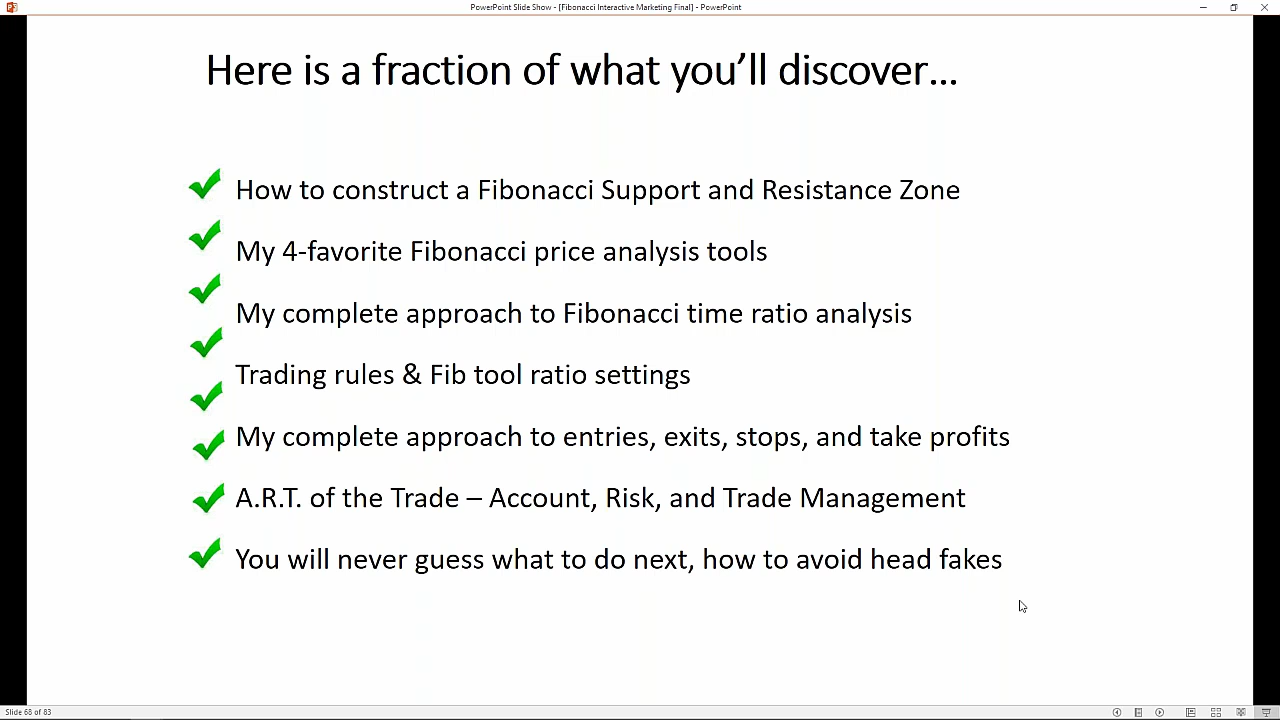 PowerPoint Slide Show - [Fibonacci Interactive Marketing Final] - PowerPoint
Here is a fraction of what you’ll discover...
How to construct a Fibonacci Support and Resistance Zone
My 4-favorite Fibonacci price analysis tools
My complete approach to Fibonacci time ratio analysis
Trading rules & Fib tool ratio settings
My complete approach to entries, exits, stops, and take profits
A.R.T. of the Trade – Account, Risk, and Trade Management
You will never guess what to do next, how to avoid head fakes
Slide 68 of 83